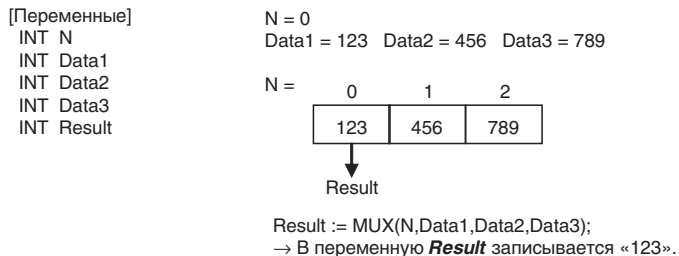 [Переменные]
INT N
INT Data1
INT Data2
INT Data3
INT Result
N = 0
Data1 = 123 Data2 = 456 Data3 = 789
N = 0 1 2
123 456 789
Result
Result := MUX(N,Data1,Data2,Data3);
→ В переменную Result записывается «123».